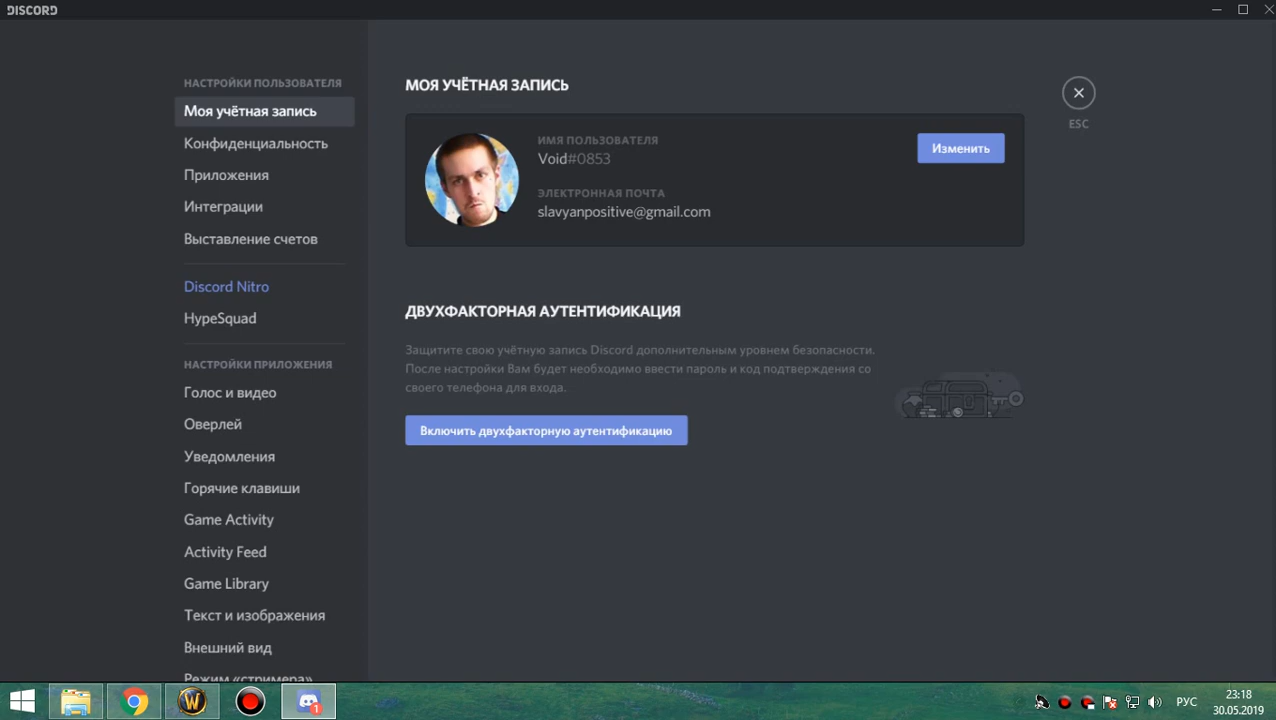 DISCORD
НАСТРОЙКИ ПОЛЬЗОВАТЕЛЯ
Моя учётная запись
Конфиденциальность
Приложения
Интеграции
Выставление счетов
Discord Nitro
HypeSquad
НАСТРОЙКИ ПРИЛОЖЕНИЯ
Голос и видео
Оверлей
Уведомления
Горячие клавиши
Game Activity
Activity Feed
Game Library
Текст и изображения
Внешний вид
Режим «стримера»
МОЯ УЧЁТНАЯ ЗАПИСЬ
ИМЯ ПОЛЬЗОВАТЕЛЯ
Void#0853
ЭЛЕКТРОННАЯ ПОЧТА
slavyanpositive@gmail.com
Изменить
ESC
ДВУХФАКТОРНАЯ АУТЕНТИФИКАЦИЯ
Защитите свою учётную запись Discord дополнительным уровнем безопасности.
После настройки Вам будет необходимо ввести пароль и код подтверждения со
своего телефона для входа.
Включить двухфакторную аутентификацию
W
1
РУС
23:18
30.05.2019